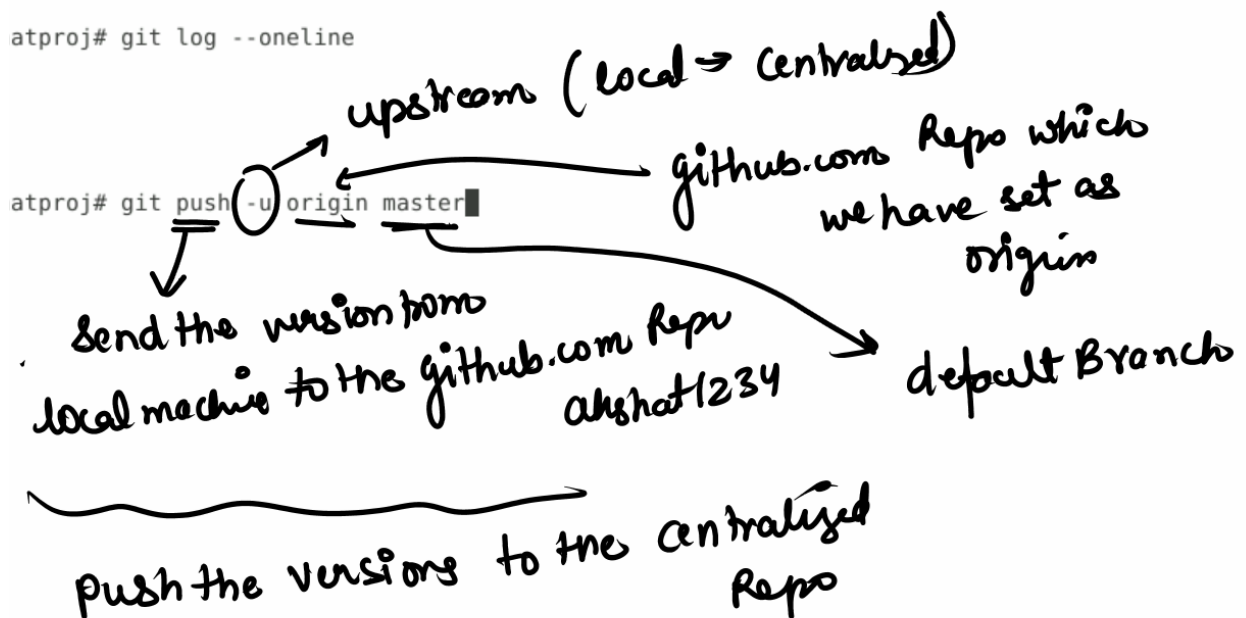 atproj# git log --oneline
upstream (local → Centralized)
github.com Repo which
we have set as
origin
atproj# git push -u origin master
Send the version from
local machine to the github.com Repo
akshat1234
default Branch
push the versions to the centralized
Repo